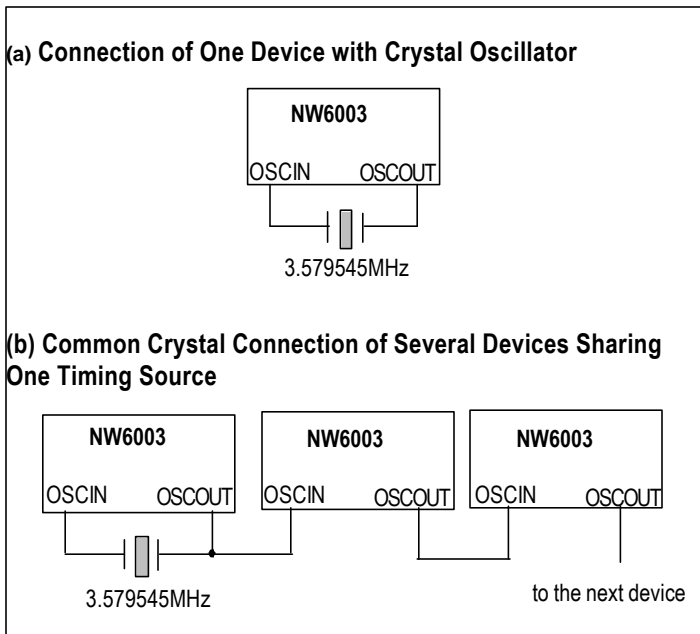 (a) Connection of One Device with Crystal Oscillator
NW6003
OSCIN OSCOUT
3.579545MHz
(b) Common Crystal Connection of Several Devices Sharing
One Timing Source
NW6003 NW6003 NW6003
OSCIN OSCOUT OSCIN OSCOUT OSCIN OSCOUT
3.579545MHz
to the next device